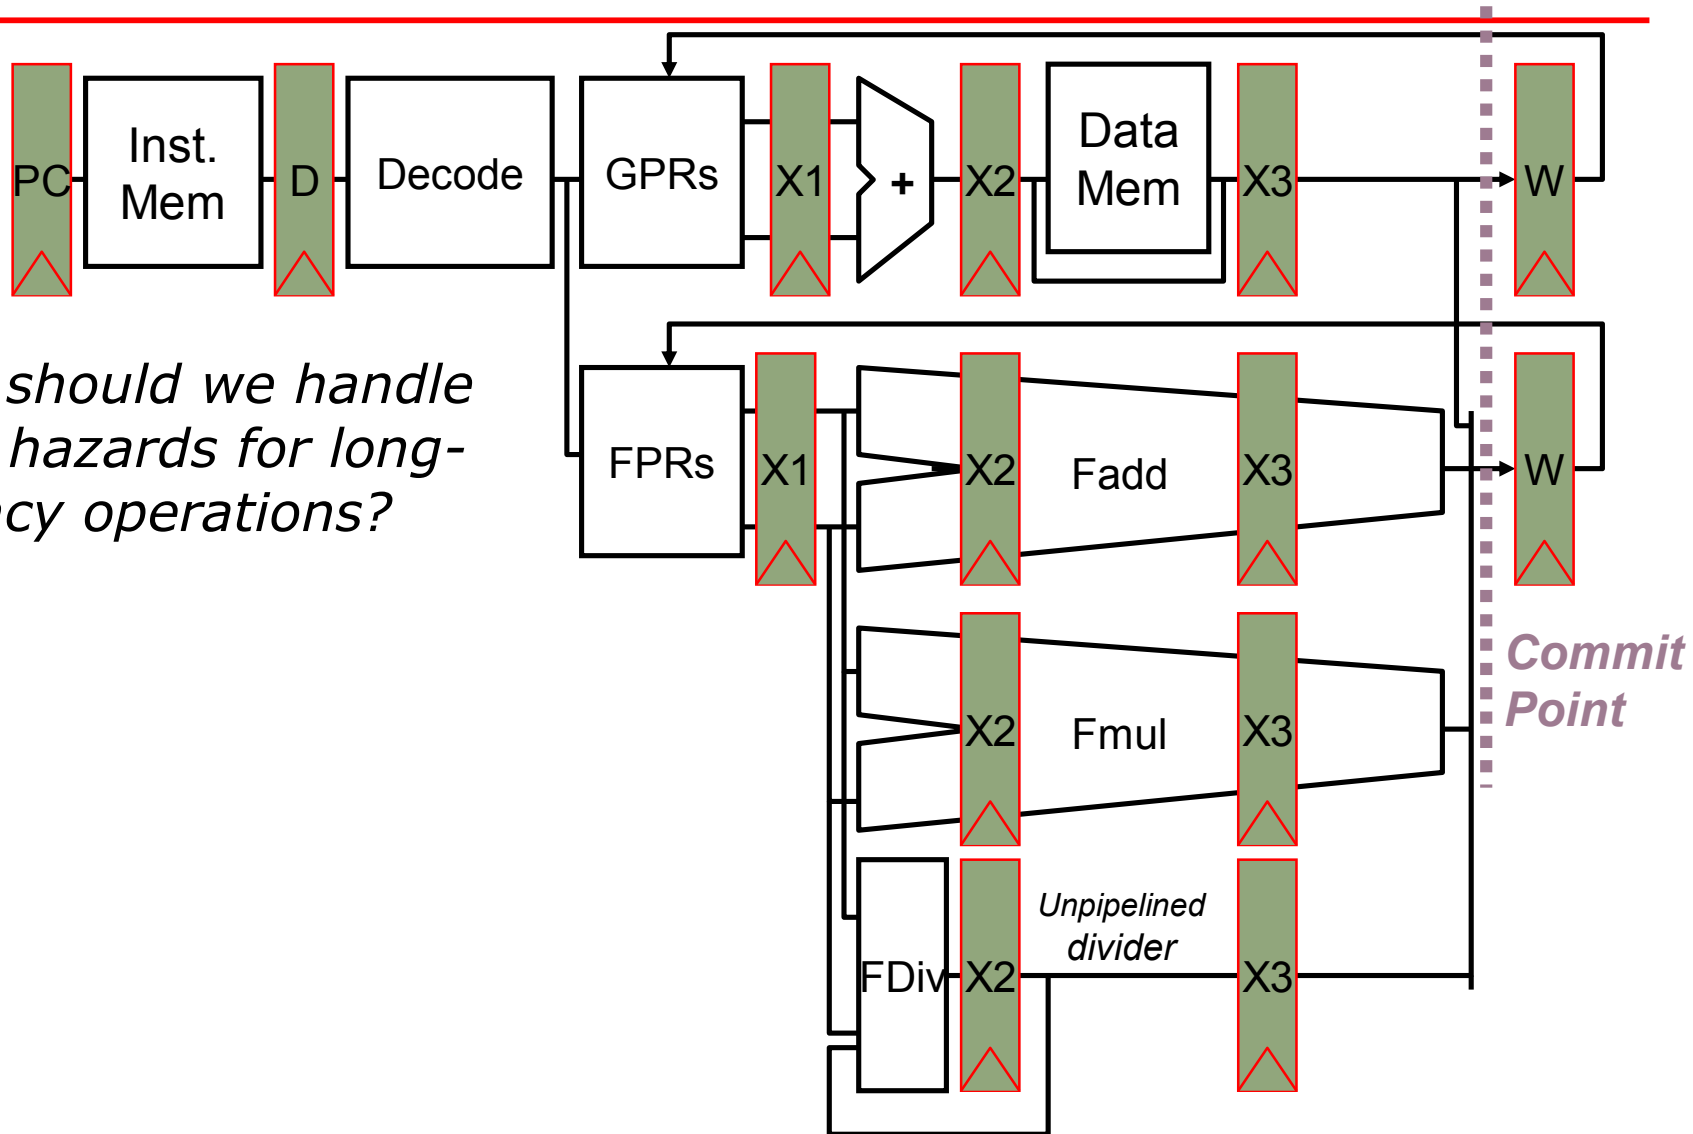 PC
Inst.
Mem
D
Decode
GPRs
X1
+
X2
Data
Mem
X3
W
should we handle
hazards for long-
ncy operations?
FPRs
X1
X2
Fadd
X3
W
X2
Fmul
X3
Commit
Point
FDiv
X2
Unpipelined
divider
X3